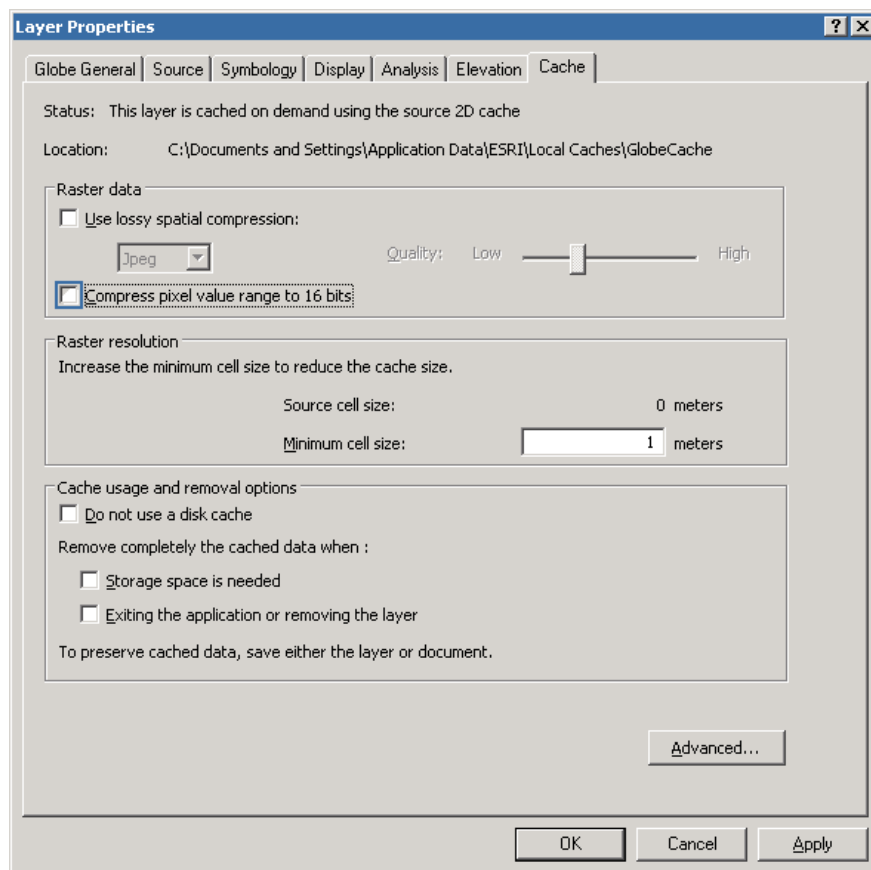 Layer Properties
Globe General Source Symbology Display Analysis Elevation Cache
Status: This layer is cached on demand using the source 2D cache
Location: C:\Documents and Settings\Application Data\ESRI\Local Caches\GlobeCache
Raster data
Use lossy spatial compression:
Jpeg Quality: Low High
Compress pixel value range to 16 bits
Raster resolution
Increase the minimum cell size to reduce the cache size.
Source cell size: 0 meters
Minimum cell size: 1 meters
Cache usage and removal options
Do not use a disk cache
Remove completely the cached data when :
Storage space is needed
Exiting the application or removing the layer
To preserve cached data, save either the layer or document.
Advanced...
OK Cancel Apply